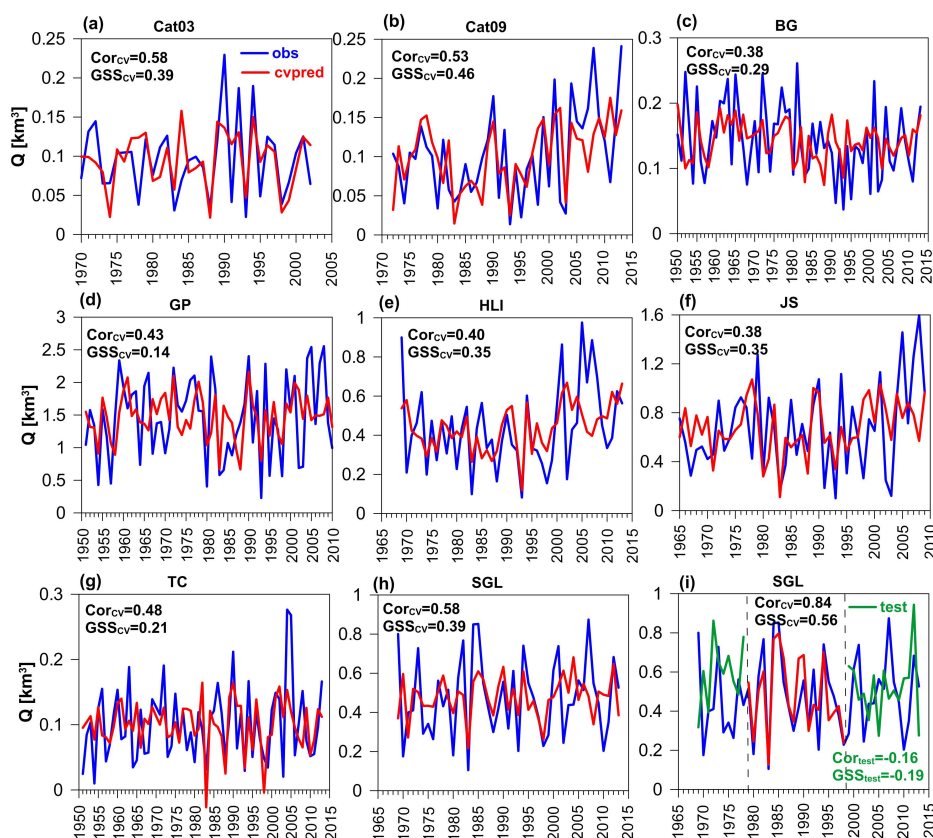 (a) Cat03
(b) Cat09
(c) BG
Cor_CV=0.58
GSS_CV=0.39
obs
cvpred
Cor_CV=0.53
GSS_CV=0.46
Cor_CV=0.38
GSS_CV=0.29
Q [km³]
0.25
0.2
0.15
0.1
0.05
0
0.25
0.2
0.15
0.1
0.05
0
0.3
0.2
0.1
0
1970 1975 1980 1985 1990 1995 2000 2005
1970 1975 1980 1985 1990 1995 2000 2005 2010 2015
1950 1955 1960 1965 1970 1975 1980 1985 1990 1995 2000 2005 2010 2015
(d) GP
(e) HLI
(f) JS
Cor_CV=0.43
GSS_CV=0.14
Cor_CV=0.40
GSS_CV=0.35
Cor_CV=0.38
GSS_CV=0.35
Q [km³]
3
2.5
2
1.5
1
0.5
0
1
0.8
0.6
0.4
0.2
0
1.6
1.2
0.8
0.4
0
1950 1955 1960 1965 1970 1975 1980 1985 1990 1995 2000 2005 2010
1965 1970 1975 1980 1985 1990 1995 2000 2005 2010 2015
1965 1970 1975 1980 1985 1990 1995 2000 2005 2010
(g) TC
(h) SGL
(i) SGL
Cor_CV=0.48
GSS_CV=0.21
Cor_CV=0.58
GSS_CV=0.39
Cor_CV=0.84
GSS_CV=0.56
test
Cor_test=-0.16
GSS_test=-0.19
Q [km³]
0.3
0.2
0.1
0
1
0.8
0.6
0.4
0.2
0
1
0.8
0.6
0.4
0.2
0
1950 1955 1960 1965 1970 1975 1980 1985 1990 1995 2000 2005 2010 2015
1965 1970 1975 1980 1985 1990 1995 2000 2005 2010 2015
1965 1970 1975 1980 1985 1990 1995 2000 2005 2010 2015